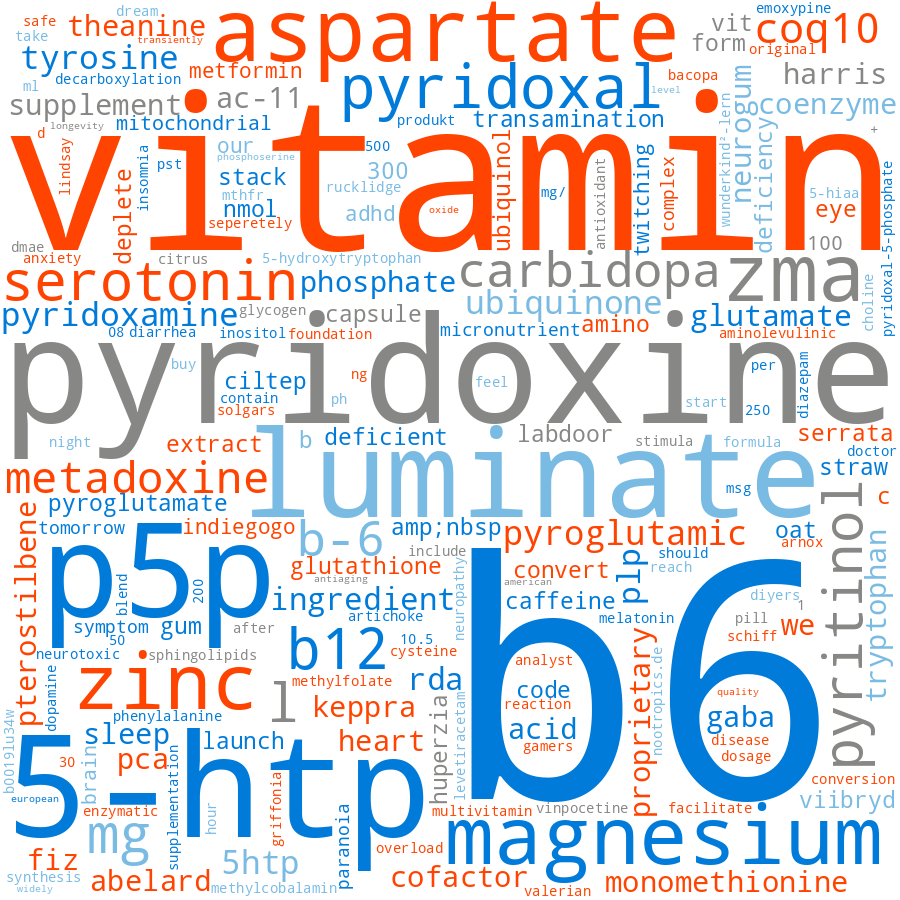 dream
emoxypine
safe
theanine
aspartate
vit
coq10
take
transiently
form
original
tyrosine
metformin
pyridoxal
bacopa
harris
decarboxylation
ml
level
supplement
ac-11
coenzyme
longevity
mitochondrial
produkt
transamination
d
+
vitamin
lindsay
deplete
insomnia
pst
our
500
phosphoserine
stack
300
mthfr
rucklidge
nmol
adhd
seperetely
oxide
ubiquinol
mg/
antioxidant
twitching
complex
wunderkind²-lern
neurogum
deficiency
5-hiaa
eye
pyridoxal-5-phosphate
dmae
anxiety
citrus
5-hydroxytryptophan
100
serotonin
phosphate
carbidopa
zma
choline
pyridoxamine
glycogen
capsule
ubiquinone
glutamate
08
diarrhea
inositol
foundation
micronutrient
amino
aminolevulinic
pyridoxine
buy
ciltep
ng
feel
per
diazepam
contain
ph
start
250
solgars
night
extract
b
deficient
labdoor
stimula
formula
serrata
doctor
metadoxine
luminate
straw
msg
c
pyroglutamate
tomorrow
indiegogo
b-6
amp;nbsp
pyroglutamic
oat
arnox
pterostilbene
p5p
glutathione
include
convert
plp
should
reach
pyritinol
tryptophan
antiaging
american
neuropathy
blend
200
ingredient
caffeine
diyers
1
artichoke
melatonin
pill
schiff
we
symptom
gum
after
50
b12
10.5
cysteine
b6
neurotoxic
sphingolipids
analyst
proprietary
nootropics.de
zinc
methylfolate
rda
code
quality
dopamine
l
keppra
reaction
acid
gaba
b0019lu34w
phenylalanine
huperzia
levetiracetam
sleep
launch
heart
gamers
disease
dosage
brain
pca
30
conversion
5-htp
european
enzymatic
supplementation
hour
griffonia
paranoia
multivitamin
vinpocetine
facilitate
viibryd
mg
magnesium
fiz
5htp
overload
synthesis
abelard
cofactor
monomethionine
widely
methylcobalamin
valerian